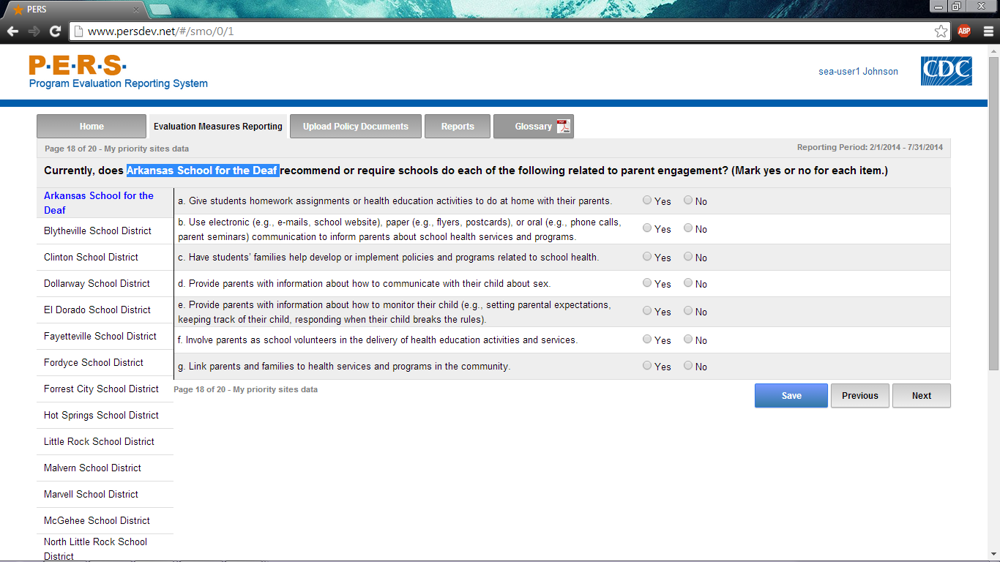 PERS
www.persdev.net/#/smo/0/1
ABP
P·E·R·S·
Program Evaluation Reporting System
sea-user1 Johnson
CDC
Home
Evaluation Measures Reporting
Upload Policy Documents
Reports
Glossary
Page 18 of 20 - My priority sites data
Reporting Period: 2/1/2014 - 7/31/2014
Currently, does Arkansas School for the Deaf recommend or require schools do each of the following related to parent engagement? (Mark yes or no for each item.)
Arkansas School for the
Deaf
Blytheville School District
Clinton School District
Dollarway School District
El Dorado School District
Fayetteville School District
Fordyce School District
Forrest City School District
Hot Springs School District
Little Rock School District
Malvern School District
Marvell School District
McGehee School District
North Little Rock School
District
a. Give students homework assignments or health education activities to do at home with their parents.
Yes No
b. Use electronic (e.g., e-mails, school website), paper (e.g., flyers, postcards), or oral (e.g., phone calls,
parent seminars) communication to inform parents about school health services and programs.
Yes No
c. Have students' families help develop or implement policies and programs related to school health.
Yes No
d. Provide parents with information about how to communicate with their child about sex.
Yes No
e. Provide parents with information about how to monitor their child (e.g., setting parental expectations,
keeping track of their child, responding when their child breaks the rules).
Yes No
f. Involve parents as school volunteers in the delivery of health education activities and services.
Yes No
g. Link parents and families to health services and programs in the community.
Yes No
Page 18 of 20 - My priority sites data
Save
Previous
Next